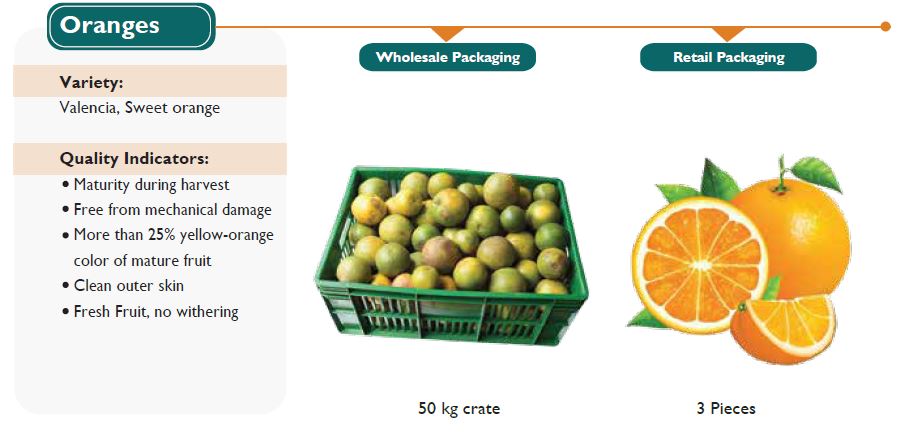 Oranges
Variety:
Valencia, Sweet orange
Quality Indicators:
• Maturity during harvest
• Free from mechanical damage
• More than 25% yellow-orange
color of mature fruit
• Clean outer skin
• Fresh Fruit, no withering
Wholesale Packaging
50 kg crate
Retail Packaging
3 Pieces